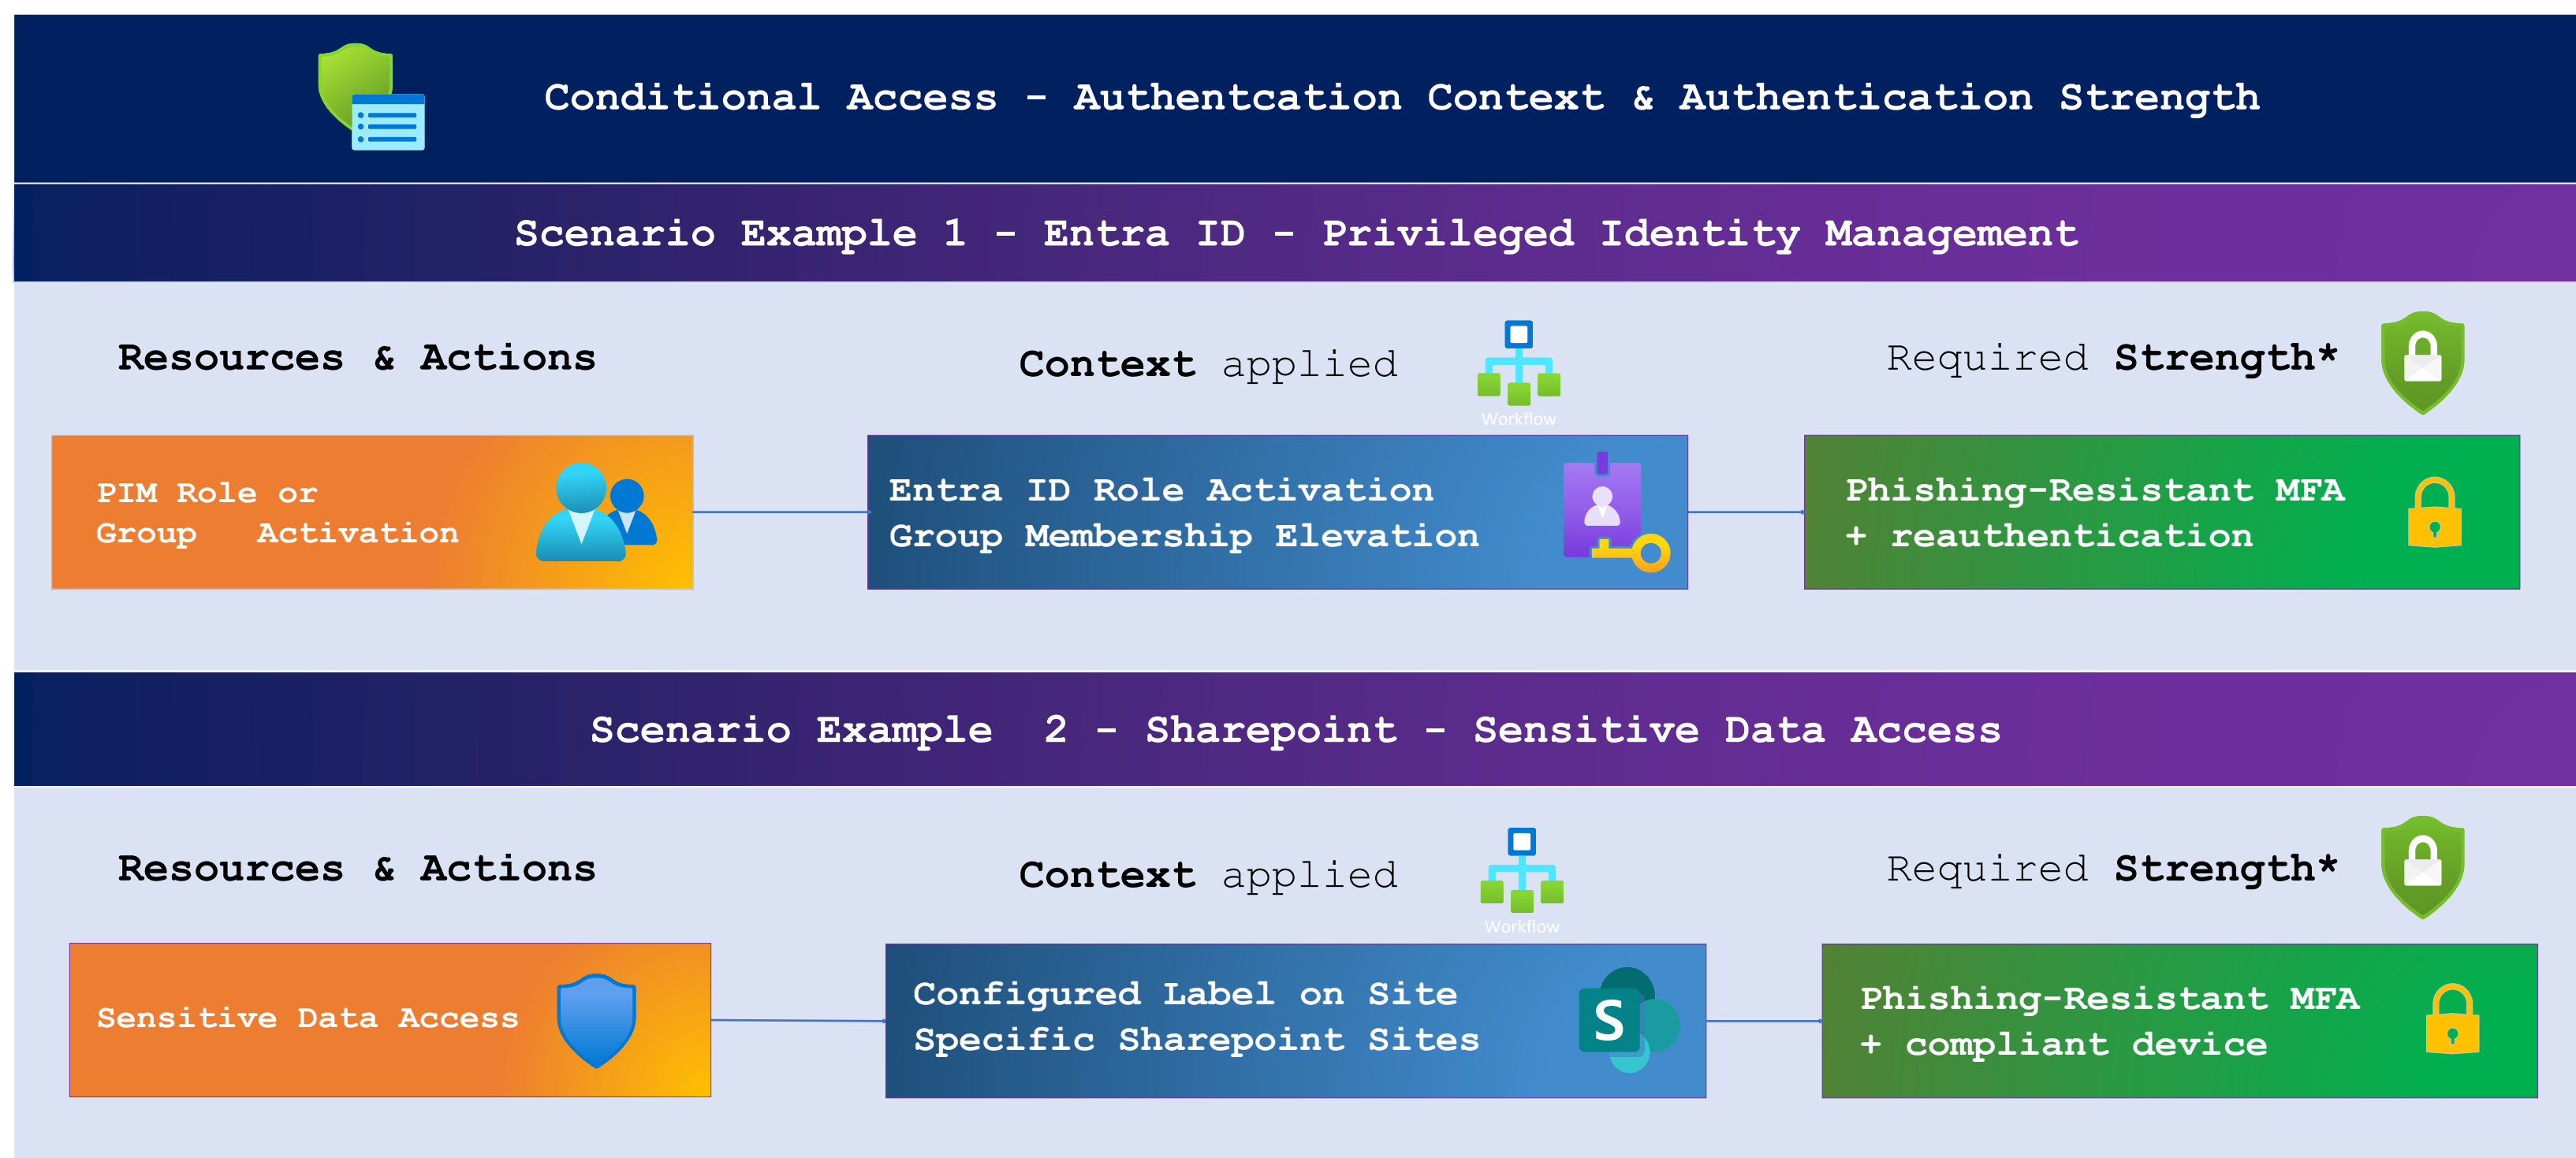 Conditional Access - Authentcation Context & Authentication Strength
Scenario Example 1 - Entra ID - Privileged Identity Management
Resources & Actions
Context applied
Workflow
Required Strength*
PIM Role or
Group Activation
Entra ID Role Activation
Group Membership Elevation
Phishing-Resistant MFA
+ reauthentication
Scenario Example 2 - Sharepoint - Sensitive Data Access
Resources & Actions
Context applied
Workflow
Required Strength*
Sensitive Data Access
Configured Label on Site
Specific Sharepoint Sites
S
Phishing-Resistant MFA
+ compliant device